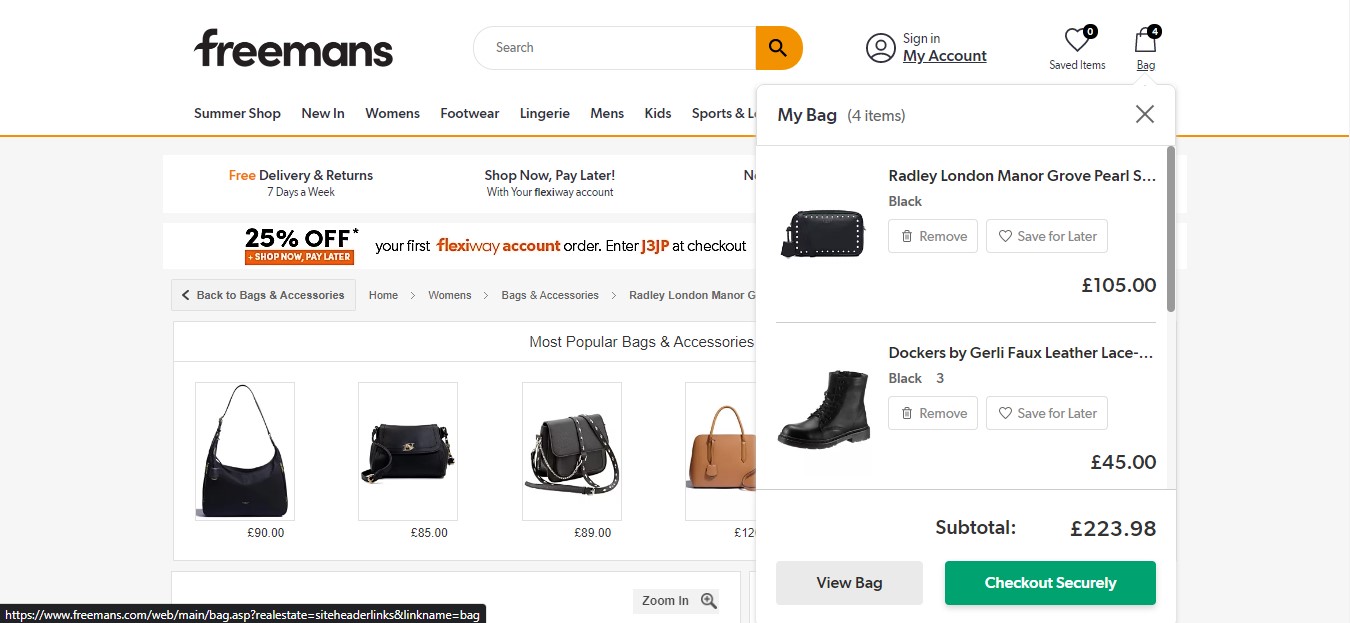 freemans
Search
Sign in
My Account
0
Saved Items
4
Bag
Summer Shop New In Womens Footwear Lingerie Mens Kids Sports & Le
My Bag (4 items)
Free Delivery & Returns
7 Days a Week
Shop Now, Pay Later!
With Your flexiway account
25% OFF*
+ SHOP NOW, PAY LATER
your first flexiway account order. Enter J3JP at checkout
Back to Bags & Accessories
Home > Womens > Bags & Accessories > Radley London Manor G
Most Popular Bags & Accessories
£90.00
£85.00
£89.00
£12
Zoom In
Radley London Manor Grove Pearl S...
Black
Remove
Save for Later
£105.00
Dockers by Gerli Faux Leather Lace-...
Black 3
Remove
Save for Later
£45.00
Subtotal: £223.98
View Bag
Checkout Securely
https://www.freemans.com/web/main/bag.asp?realestate=siteheaderlinks&linkname=bag